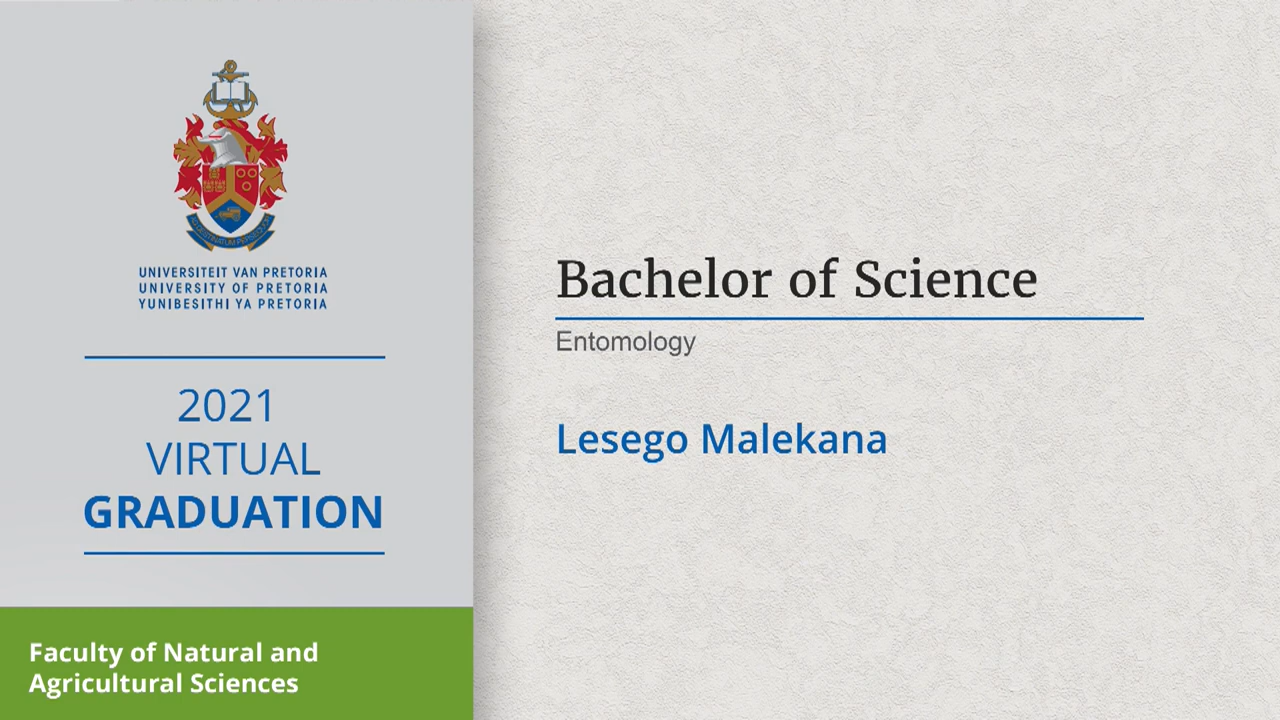 UNIVERSITEIT VAN PRETORIA
UNIVERSITY OF PRETORIA
YUNIBESITHI YA PRETORIA
2021
VIRTUAL
GRADUATION
Faculty of Natural and
Agricultural Sciences
Bachelor of Science
Entomology
Lesego Malekana